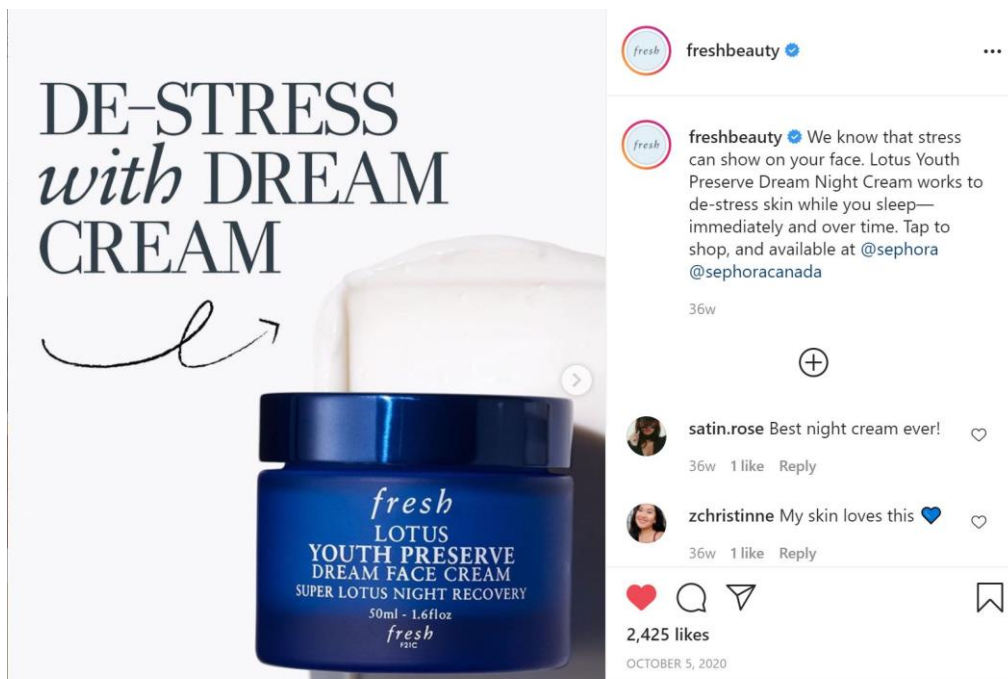 DE-STRESS
with DREAM
CREAM
fresh
LOTUS
YOUTH PRESERVE
DREAM FACE CREAM
SUPER LOTUS NIGHT RECOVERY
50ml - 1.6floz
fresh
F21C
fresh
freshbeauty
fresh
freshbeauty We know that stress
can show on your face. Lotus Youth
Preserve Dream Night Cream works to
de-stress skin while you sleep—
immediately and over time. Tap to
shop, and available at @sephora
@sephoracanada
36w
satin.rose Best night cream ever!
36w 1 like Reply
zchristinne My skin loves this 💙
36w 1 like Reply
2,425 likes
OCTOBER 5, 2020